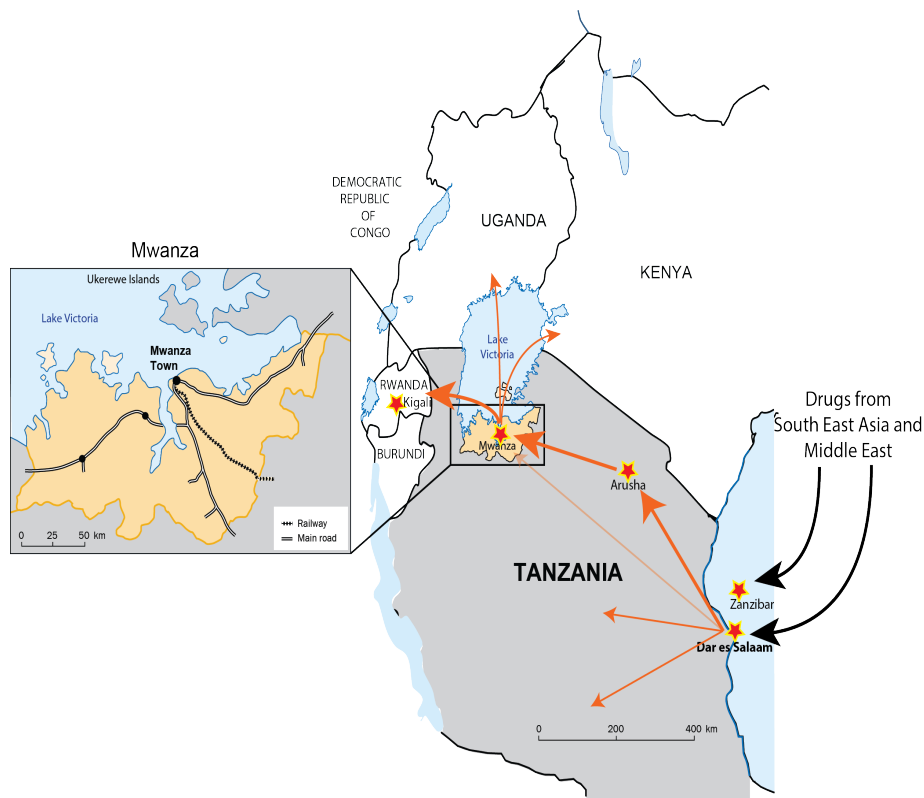 DEMOCRATIC
REPUBLIC
OF
CONGO
UGANDA
KENYA
Mwanza
Ukerewe Islands
Lake Victoria
Mwanza
Town
0 25 50 km
Railway
Main road
Lake
Victoria
RWANDA
Kigali
BURUNDI
Mwanza
Arusha
Drugs from
South East Asia and
Middle East
TANZANIA
Zanzibar
Dar es Salaam
0 200 400 km